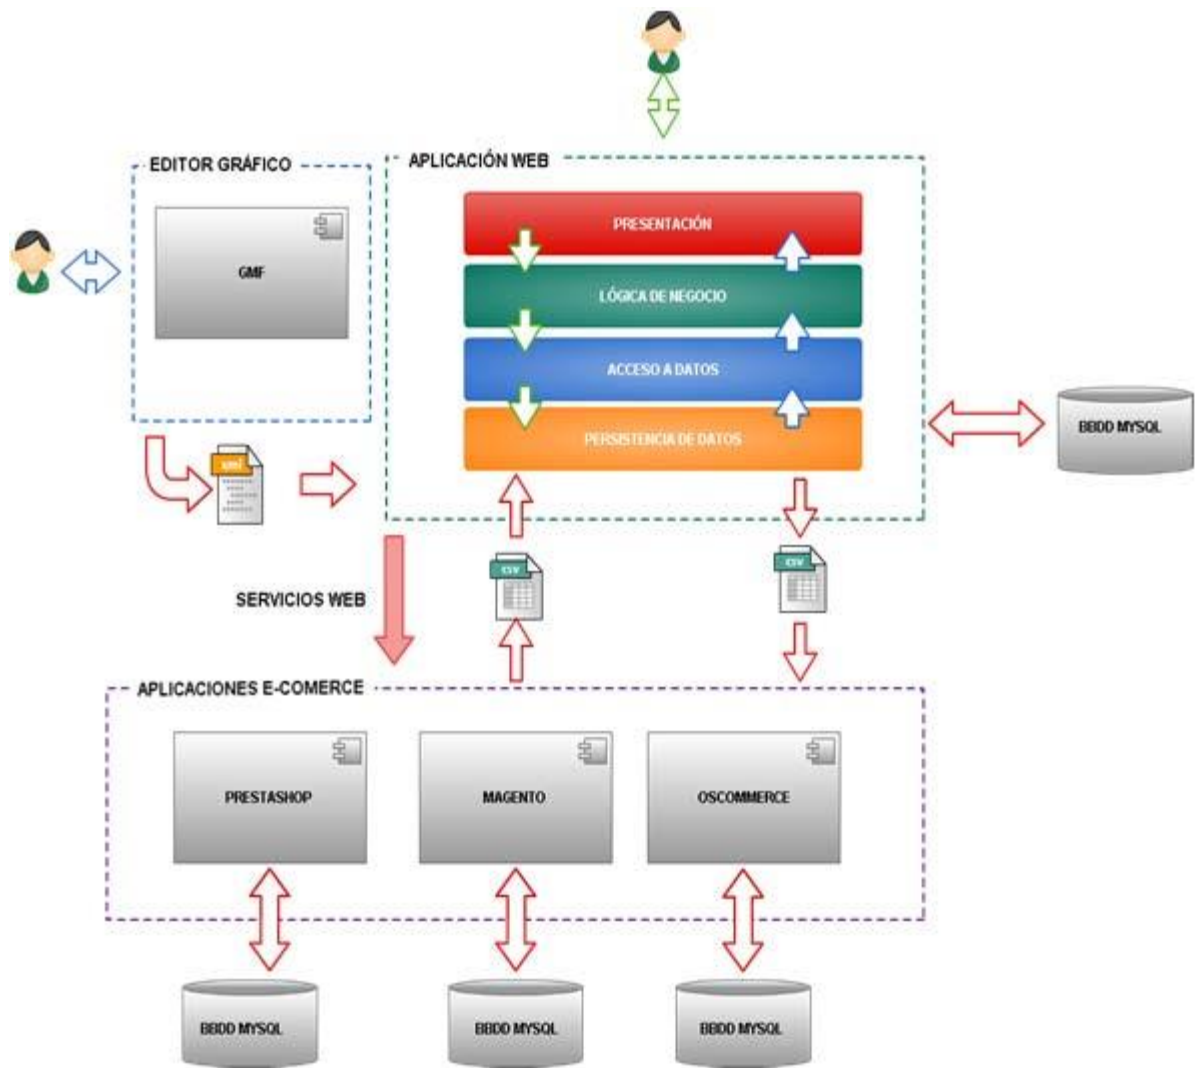 EDITOR GRÁFICO
APLICACIÓN WEB
PRESENTACIÓN
GMF
LÓGICA DE NEGOCIO
ACCESO A DATOS
PERSISTENCIA DE DATOS
BBDD MYSQL
xml
CSV
CSV
SERVICIOS WEB
APLICACIONES E-COMERCE
PRESTASHOP
MAGENTO
OSCOMMERCE
BBDD MYSQL
BBDD MYSQL
BBDD MYSQL